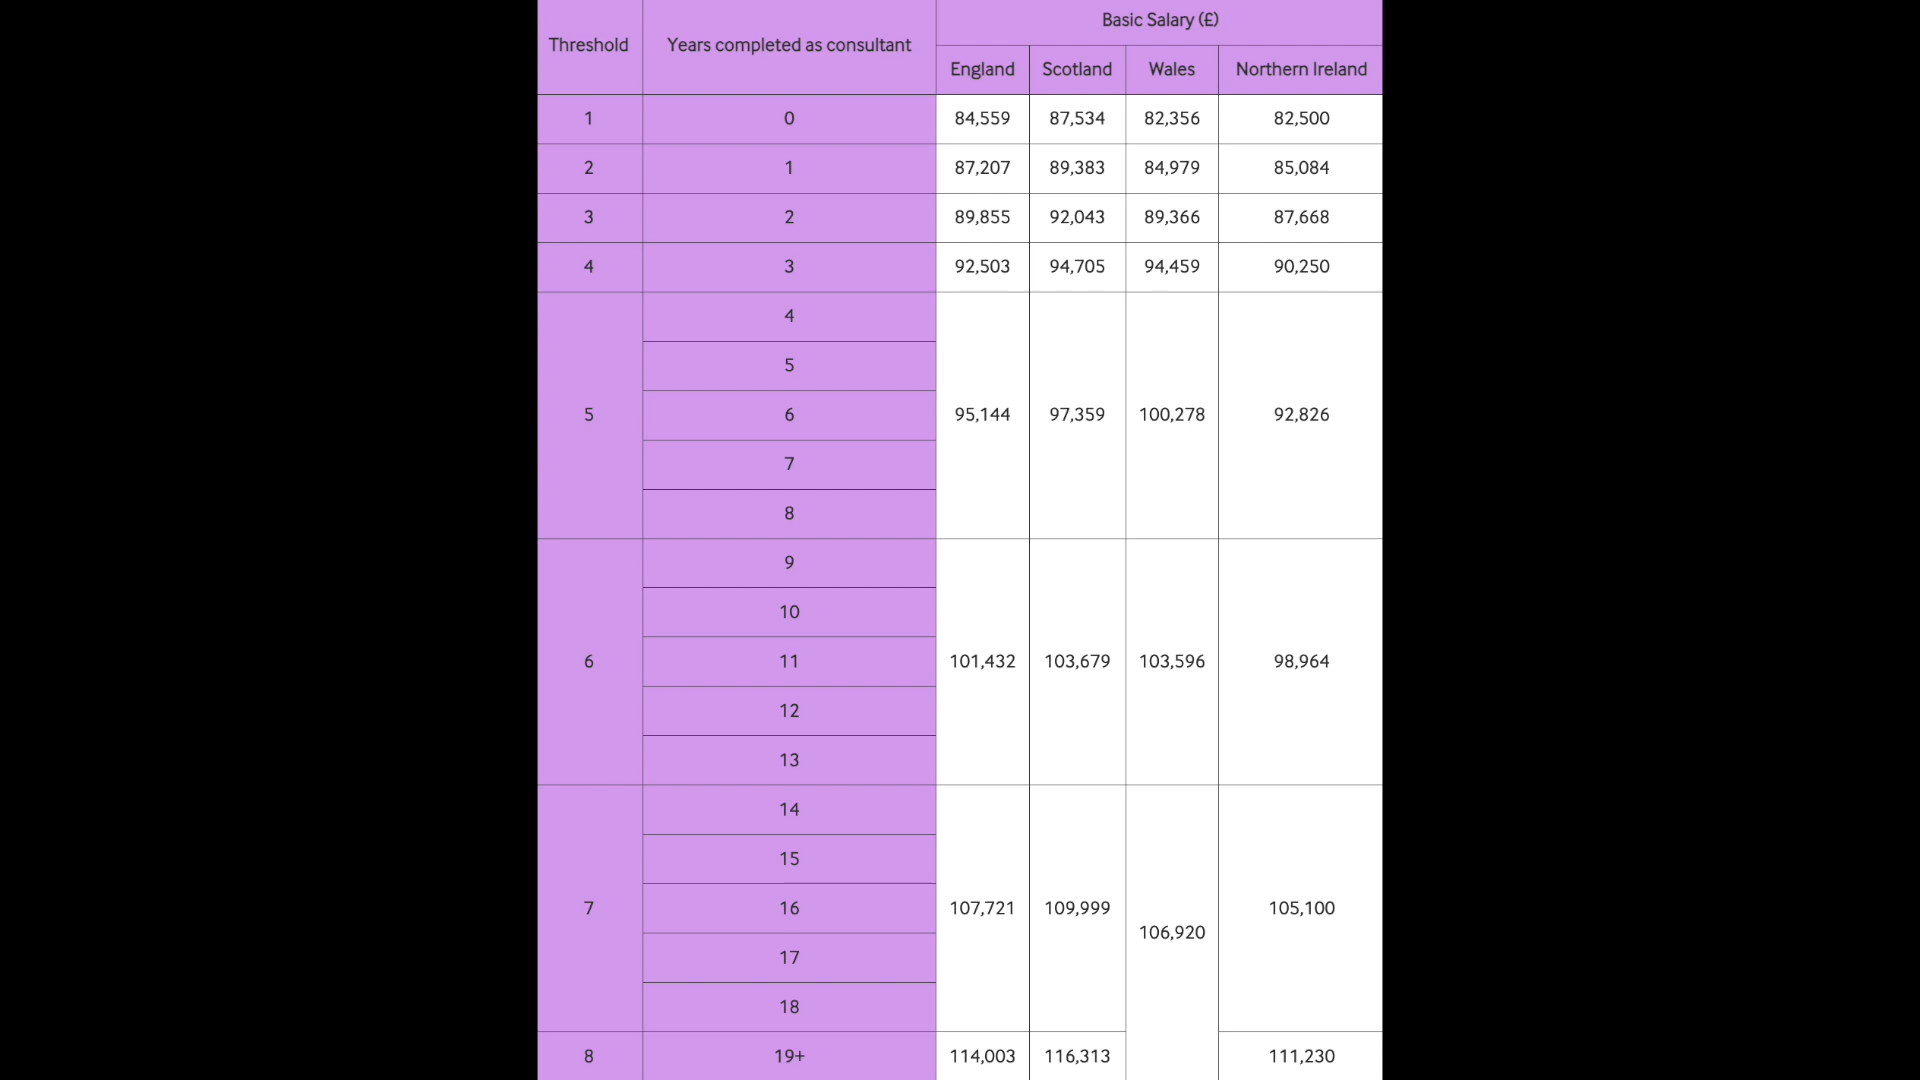 Basic Salary (£)
Threshold Years completed as consultant
England Scotland Wales Northern Ireland
1 0 84,559 87,534 82,356 82,500
2 1 87,207 89,383 84,979 85,084
3 2 89,855 92,043 89,366 87,668
4 3 92,503 94,705 94,459 90,250
4
5
5 6 95,144 97,359 100,278 92,826
7
8
9
10
6 11 101,432 103,679 103,596 98,964
12
13
14
15
7 16 107,721 109,999 105,100
106,920
17
18
8 19+ 114,003 116,313 111,230